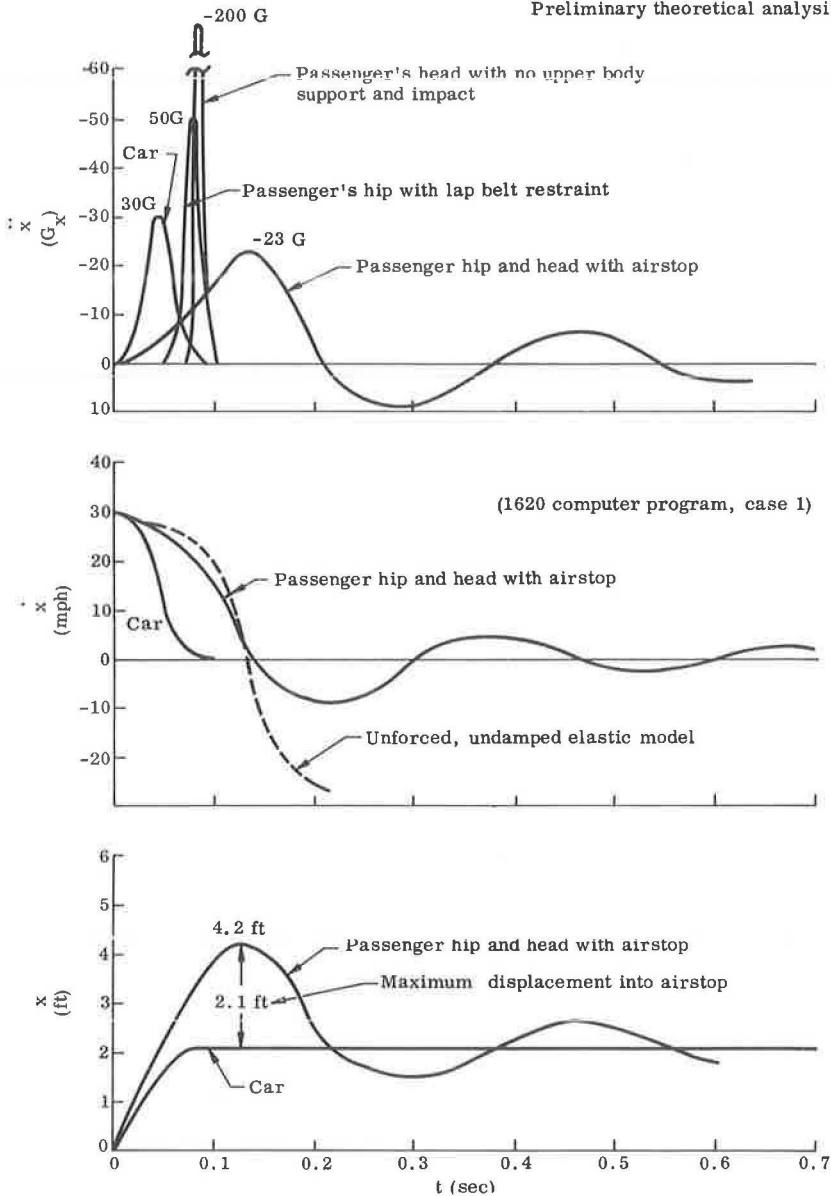 Preliminary theoretical analysi
-200 G
-60
Passenger's head with no upper body
support and impact
-50
50G
Car
-40
Passenger's hip with lap belt restraint
30G
-30
ẍ
(Gx)
-23 G
-20
Passenger hip and head with airstop
-10
0
10
40
(1620 computer program, case 1)
30
20
Passenger hip and head with airstop
ẋ
(mph)
10
Car
0
-10
Unforced, undamped elastic model
-20
6
5
4.2 ft
Passenger hip and head with airstop
4
Maximum displacement into airstop
x
(ft)
3
2.1 ft
2
Car
1
0
0 0.1 0.2 0.3 0.4 0.5 0.6 0.7
t (sec)